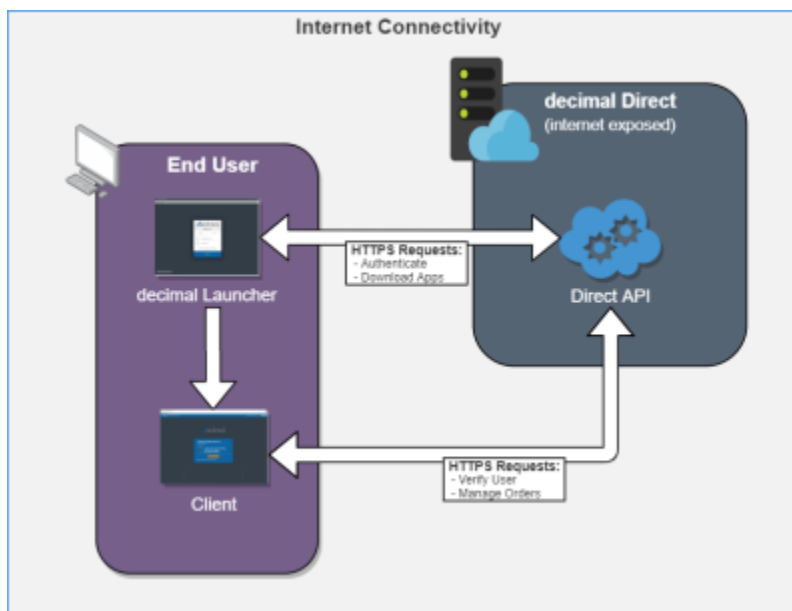 Internet Connectivity
decimal Direct
(internet exposed)
End User
HTTPS Requests:
- Authenticate
- Download Apps
decimal Launcher
Direct API
HTTPS Requests:
- Verify User
- Manage Orders
Client